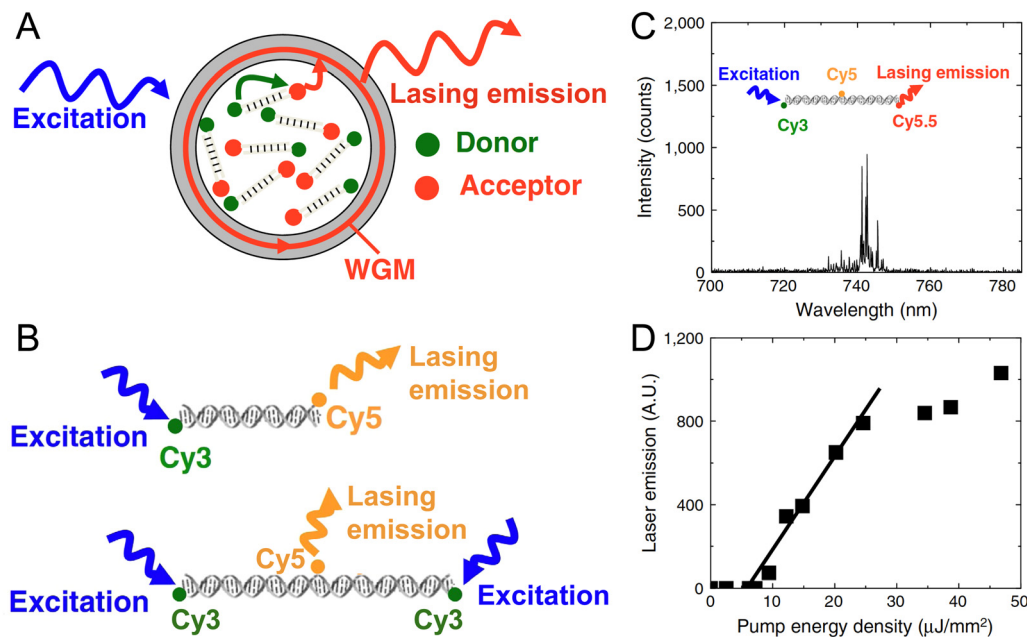 A
Excitation
Lasing emission
Donor
Acceptor
WGM
B
Excitation
Cy3
Lasing
emission
Cy5
Excitation
Cy3
Lasing
emission
Cy5
Cy3
Excitation
C
Intensity (counts)
2,000
1,500
1,000
500
0
Excitation
Cy5
Lasing emission
Cy3
Cy5.5
700 720 740 760 780
Wavelength (nm)
D
Laser emission (A.U.)
1,200
800
400
0
0 10 20 30 40 50
Pump energy density (μJ/mm²)